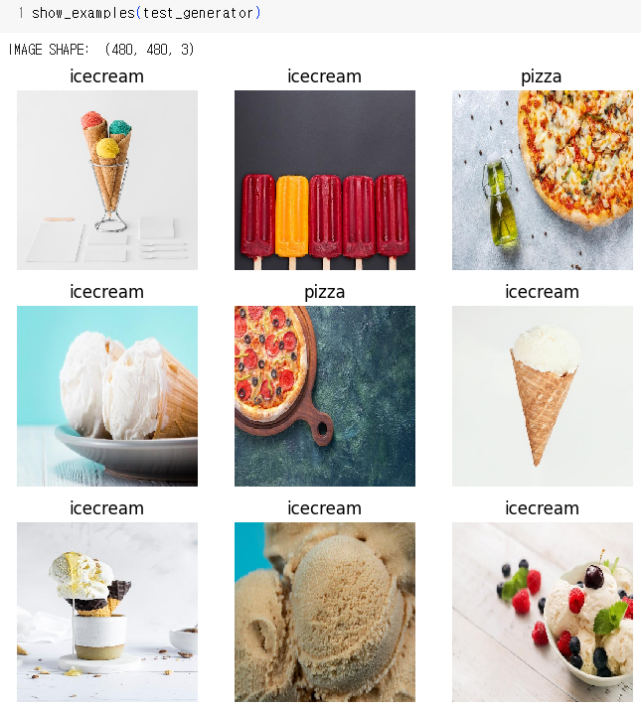 1 show_examples(test_generator)
IMAGE SHAPE: (480, 480, 3)
icecream icecream pizza
icecream pizza icecream
icecream icecream icecream